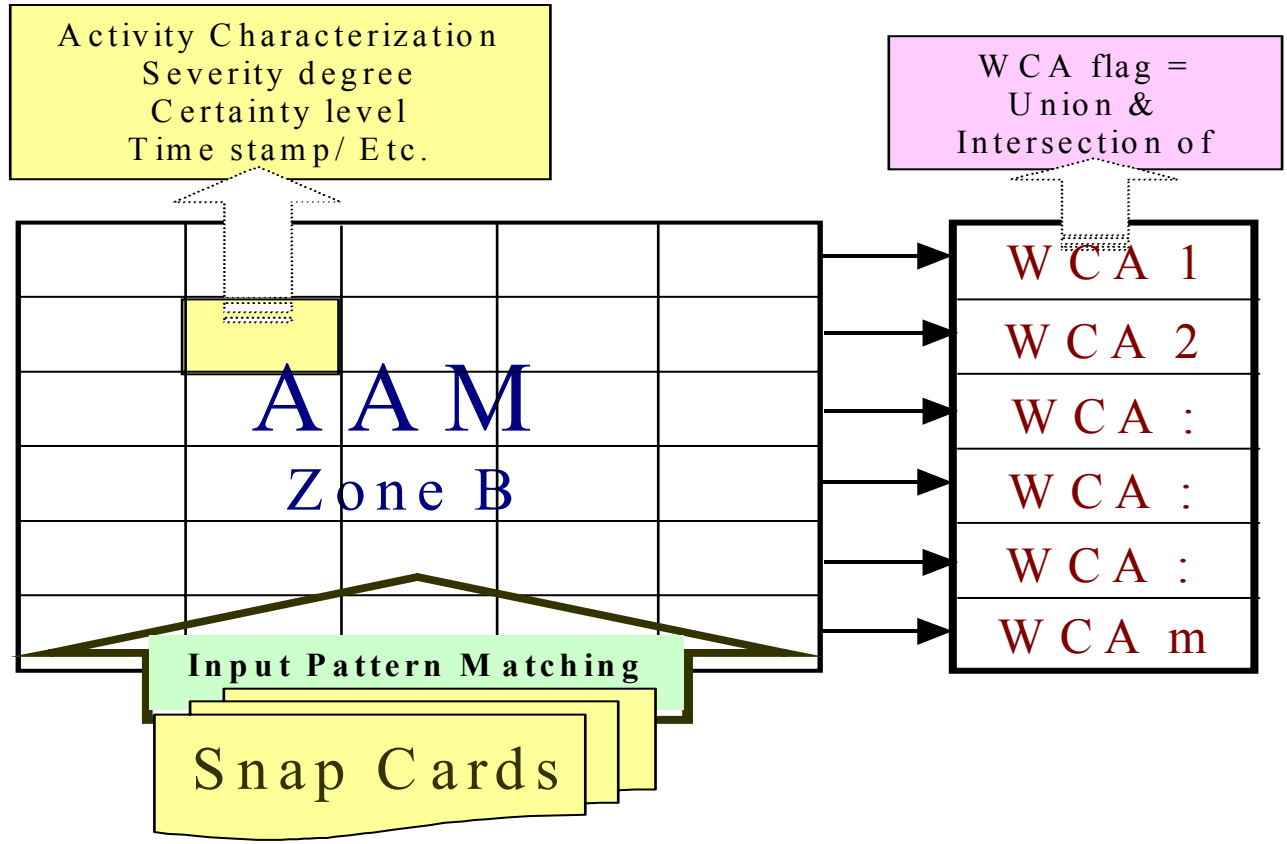 Activity Characterization
Severity degree
Certainty level
Time stamp/ Etc.
WCA flag =
Union &
Intersection of
AAM
Zone B
WCA 1
WCA 2
WCA :
WCA :
WCA :
WCA m
Input Pattern Matching
Snap Cards